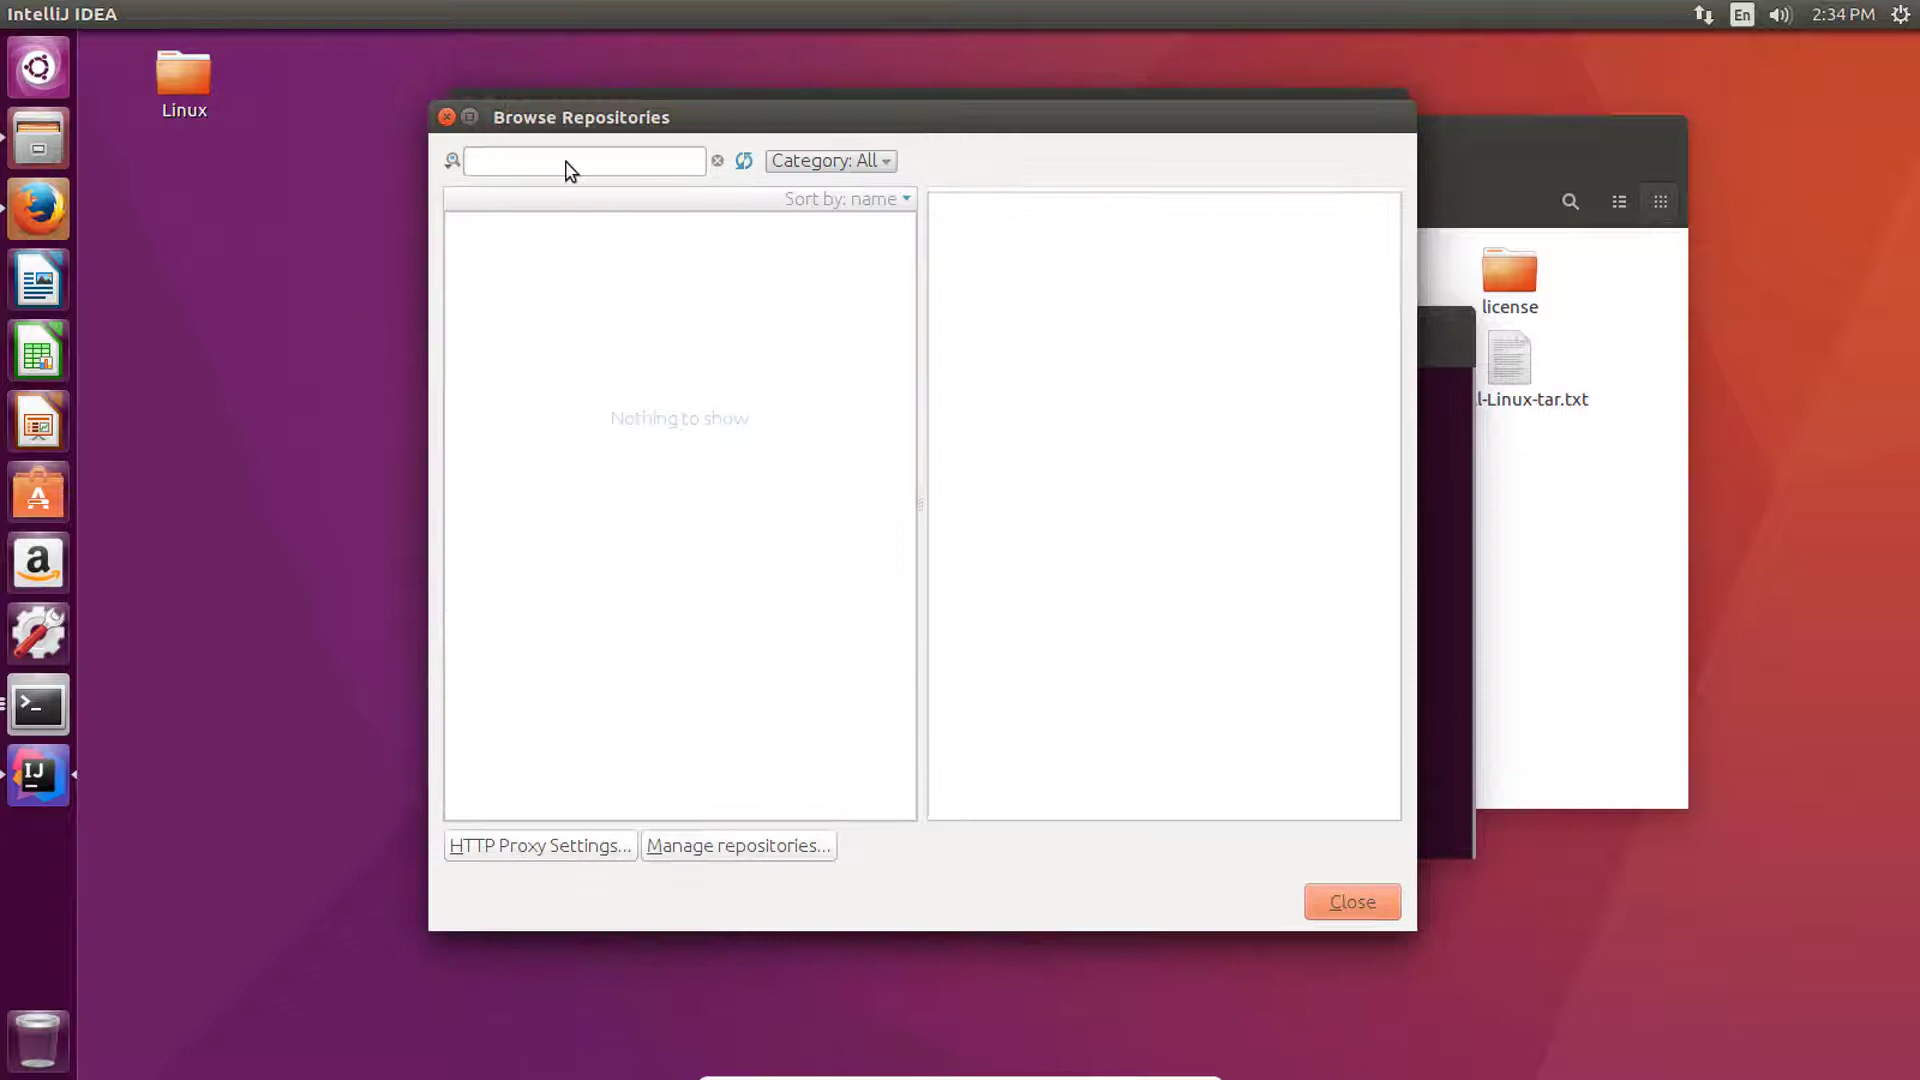 IntelliJ IDEA
En
2:34 PM
Linux
Browse Repositories
Category: All
Sort by: name
Nothing to show
license
l-Linux-tar.txt
HTTP Proxy Settings...
Manage repositories...
Close